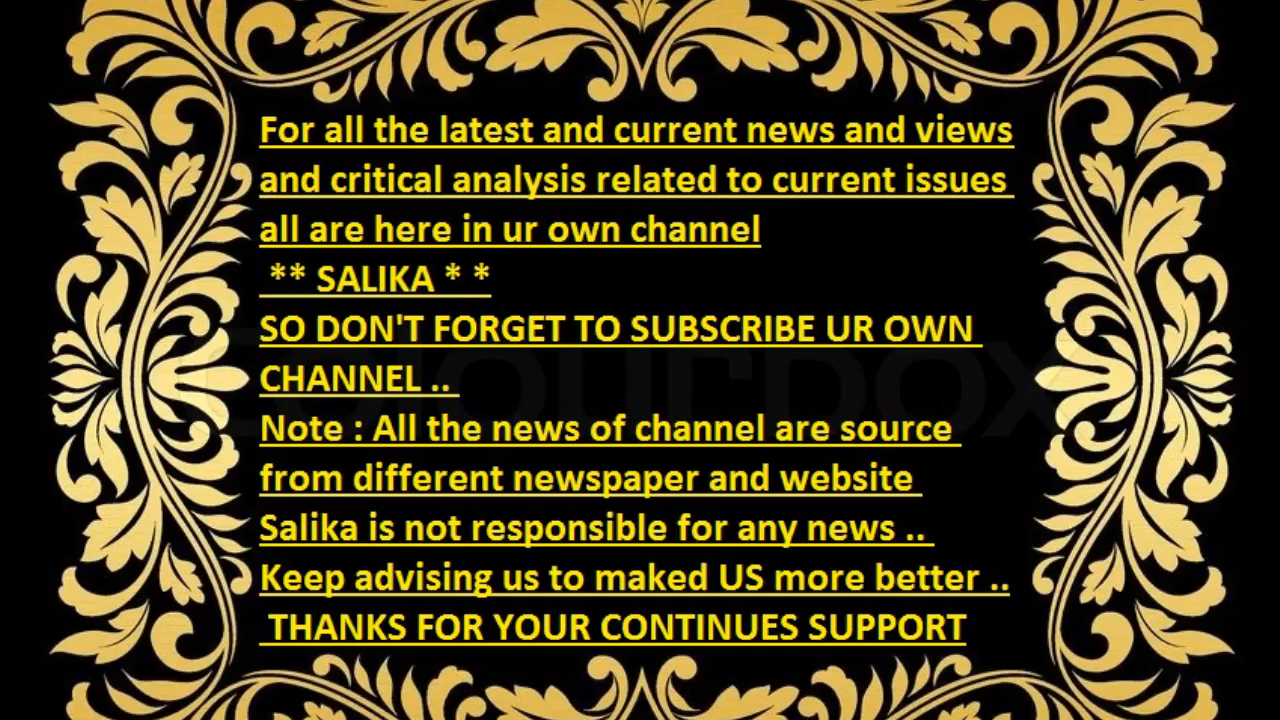 For all the latest and current news and views
and critical analysis related to current issues
all are here in ur own channel
** SALIKA * *
SO DON'T FORGET TO SUBSCRIBE UR OWN
CHANNEL ..
Note : All the news of channel are source
from different newspaper and website
Salika is not responsible for any news ..
Keep advising us to maked US more better ..
THANKS FOR YOUR CONTINUES SUPPORT